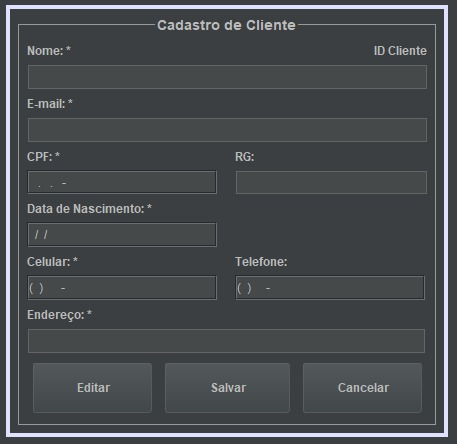 Cadastro de Cliente
Nome: * ID Cliente
E-mail: *
CPF: * RG:
. . -
Data de Nascimento: *
/ /
Celular: * Telefone:
( ) - ( ) -
Endereço: *
Editar Salvar Cancelar